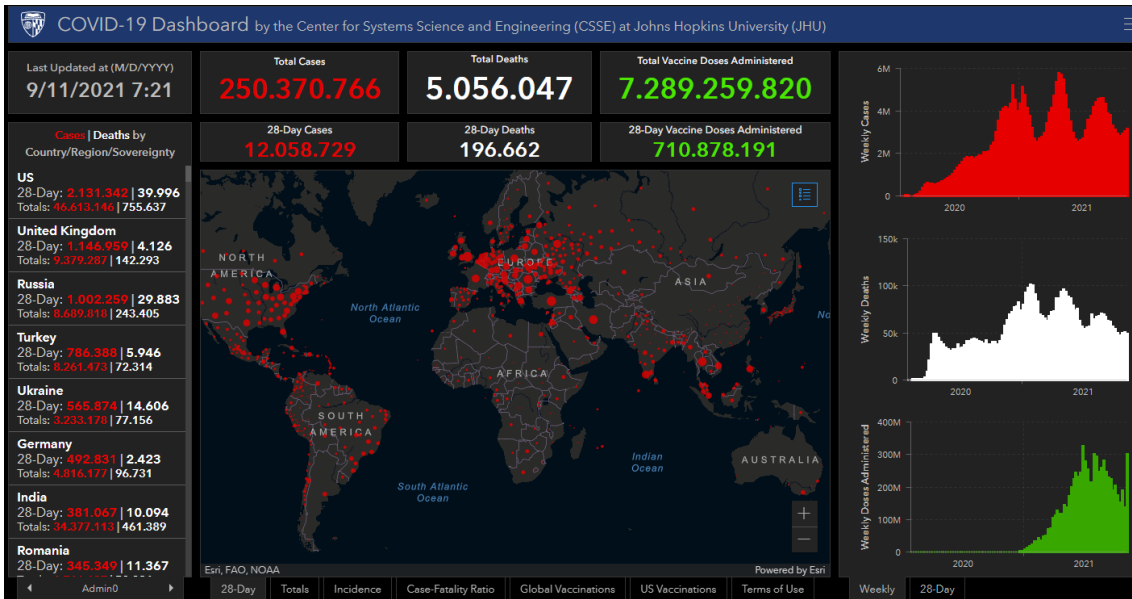 COVID-19 Dashboard by the Center for Systems Science and Engineering (CSSE) at Johns Hopkins University (JHU)
Last Updated at (M/D/YYYY)
9/11/2021 7:21
Total Cases
250.370.766
Total Deaths
5.056.047
Total Vaccine Doses Administered
7.289.259.820
28-Day Cases
12.058.729
28-Day Deaths
196.662
28-Day Vaccine Doses Administered
710.878.191
Cases | Deaths by
Country/Region/Sovereignty
US
28-Day: 2.131.342 | 39.996
Totals: 46.613.146 | 755.637
United Kingdom
28-Day: 1.146.959 | 4.126
Totals: 9.379.287 | 142.293
Russia
28-Day: 1.002.259 | 29.883
Totals: 8.689.818 | 243.405
Turkey
28-Day: 786.388 | 5.946
Totals: 8.261.473 | 72.314
Ukraine
28-Day: 565.874 | 14.606
Totals: 3.233.178 | 77.156
Germany
28-Day: 492.831 | 2.423
Totals: 4.816.177 | 96.731
India
28-Day: 381.067 | 10.094
Totals: 34.377.113 | 461.389
Romania
28-Day: 345.349 | 11.367
Admin0
NORTH
AMERICA
EUROPE
ASIA
North Atlantic
Ocean
No
AFRICA
SOUTH
AMERICA
Indian
Ocean
AUSTRALIA
South Atlantic
Ocean
Esri, FAO, NOAA
Powered by Esri
28-Day
Totals
Incidence
Case-Fatality Ratio
Global Vaccinations
US Vaccinations
Terms of Use
Weekly Cases
6M
4M
2M
0
2020
2021
Weekly Deaths
150k
100k
50k
0
2020
2021
Weekly Doses Administered
400M
300M
200M
100M
0
2020
2021
Weekly
28-Day